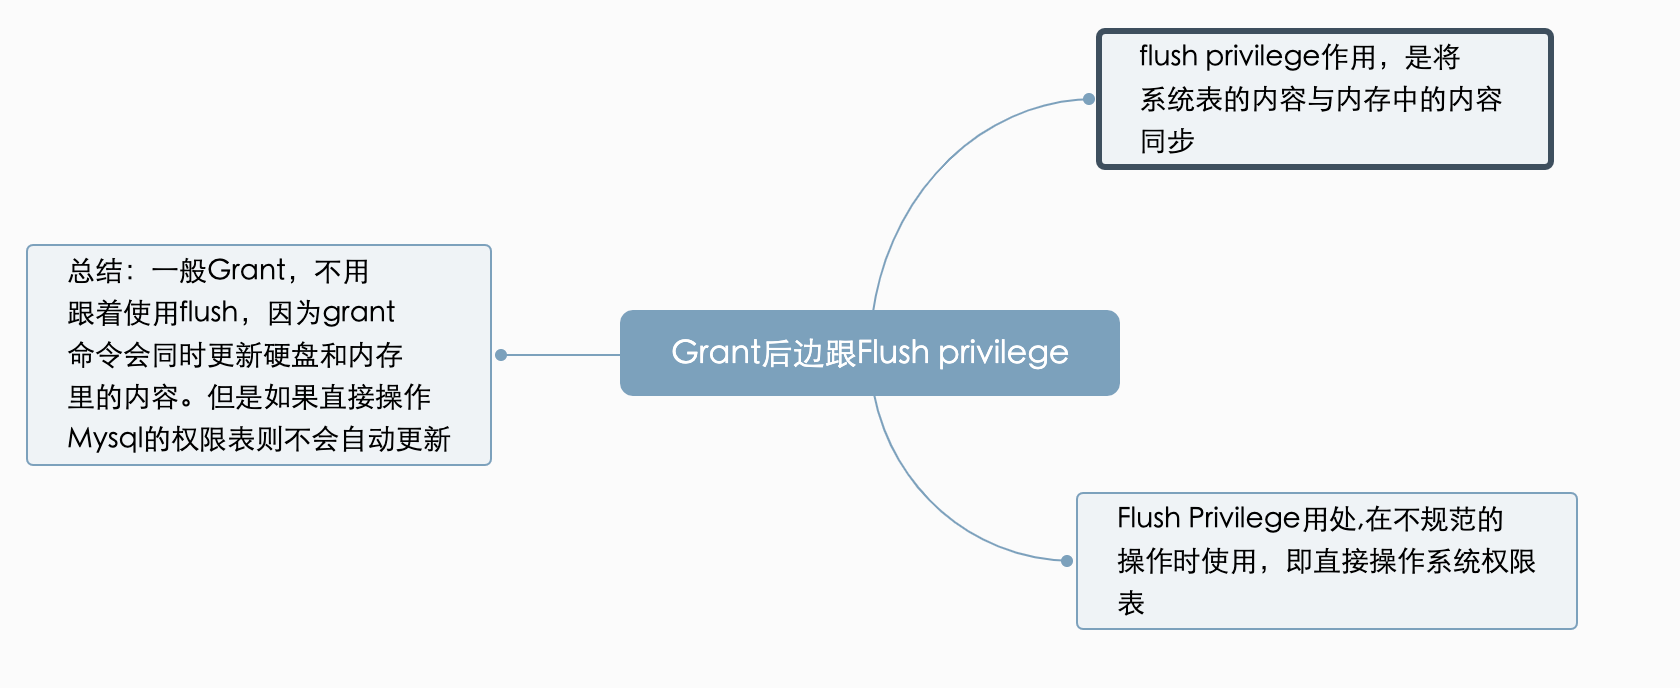 flush privilege作用，是将
系统表的内容与内存中的内容
同步
总结：一般Grant，不用
跟着使用flush，因为grant
命令会同时更新硬盘和内存
里的内容。但是如果直接操作
Mysql的权限表则不会自动更新
Grant后边跟Flush privilege
Flush Privilege用处,在不规范的
操作时使用，即直接操作系统权限
表